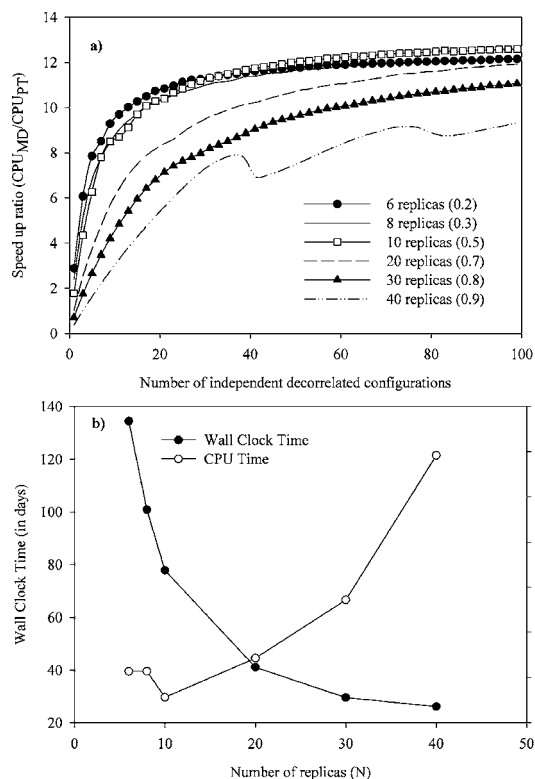 14
12
10
8
6
4
2
0
a)
Speed up ratio (CPUMD/CPUPT)
6 replicas (0.2)
8 replicas (0.3)
10 replicas (0.5)
20 replicas (0.7)
30 replicas (0.8)
40 replicas (0.9)
0 20 40 60 80 100
Number of independent decorrelated configurations
140
120
100
80
60
40
20
b)
Wall Clock Time (in days)
Wall Clock Time
CPU Time
0 10 20 30 40 50
Number of replicas (N)